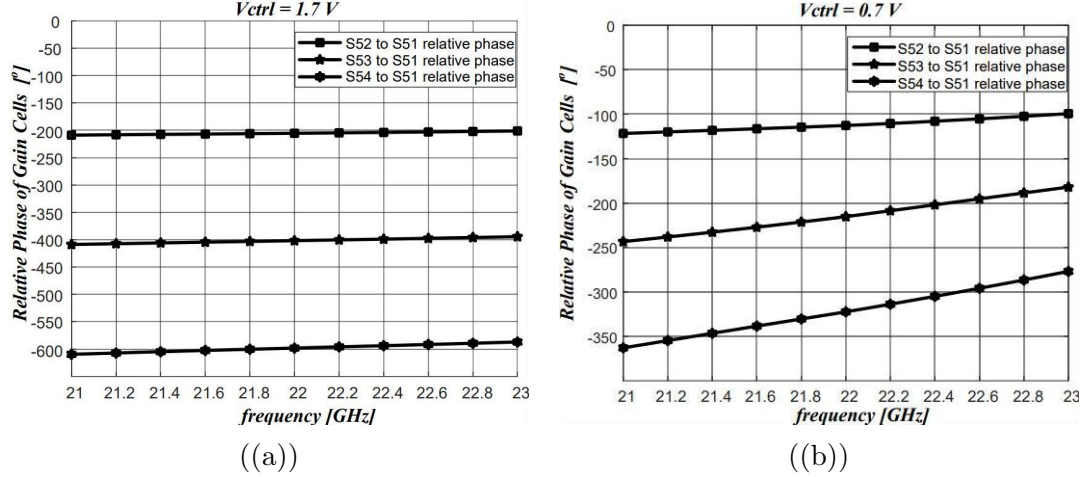 Vctrl = 1.7 V
S52 to S51 relative phase
S53 to S51 relative phase
S54 to S51 relative phase
Relative Phase of Gain Cells [°]
0
-50
-100
-150
-200
-250
-300
-350
-400
-450
-500
-550
-600
21 21.2 21.4 21.6 21.8 22 22.2 22.4 22.6 22.8 23
frequency [GHz]
((a))
Vctrl = 0.7 V
S52 to S51 relative phase
S53 to S51 relative phase
S54 to S51 relative phase
Relative Phase of Gain Cells [°]
0
-50
-100
-150
-200
-250
-300
-350
21 21.2 21.4 21.6 21.8 22 22.2 22.4 22.6 22.8 23
frequency [GHz]
((b))